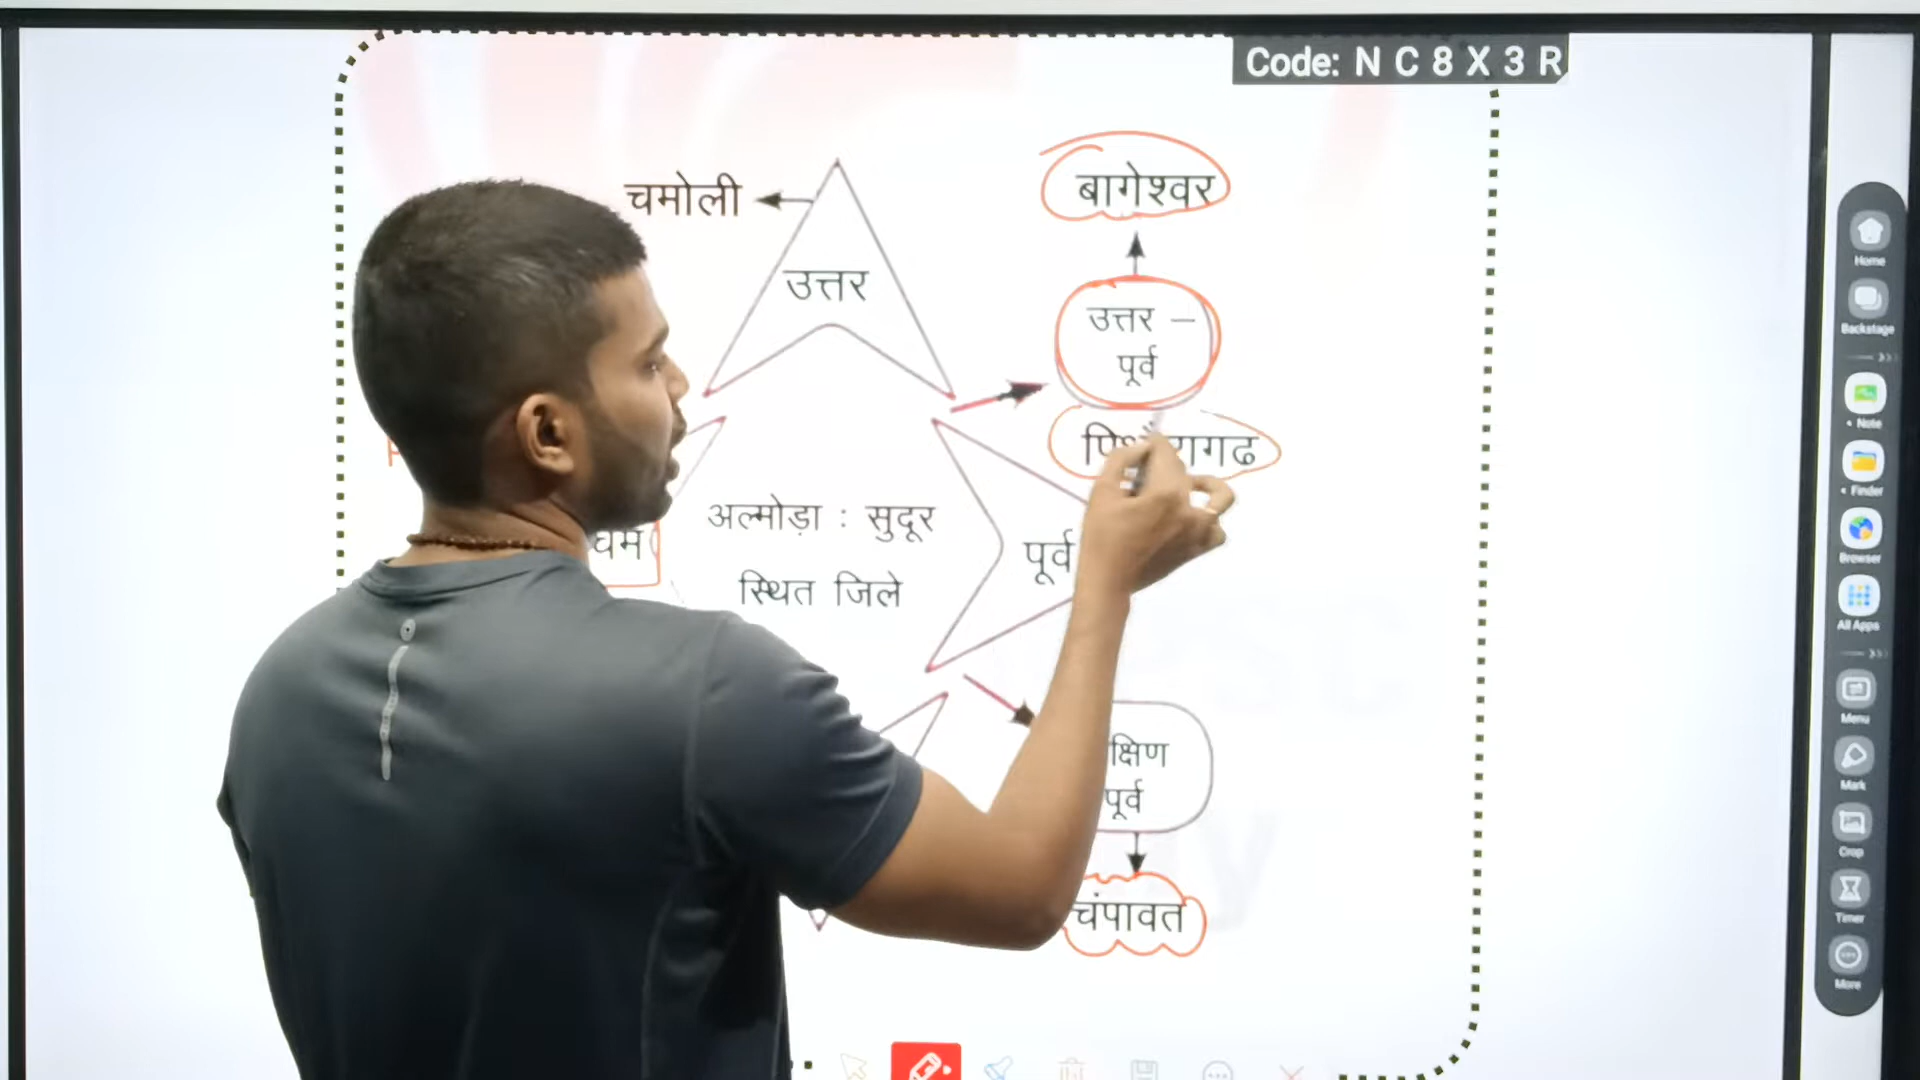 Code: N C 8 X 3 R
बागेश्वर
चमोली
उत्तर
उत्तर –
पूर्व
अल्मोड़ा : सुदूर
स्थित जिले
पूर्व
पूर्व
चंपावत
Home
Backstage
Note
Finder
Browser
All Apps
Menu
Mark
Crop
Timer
More